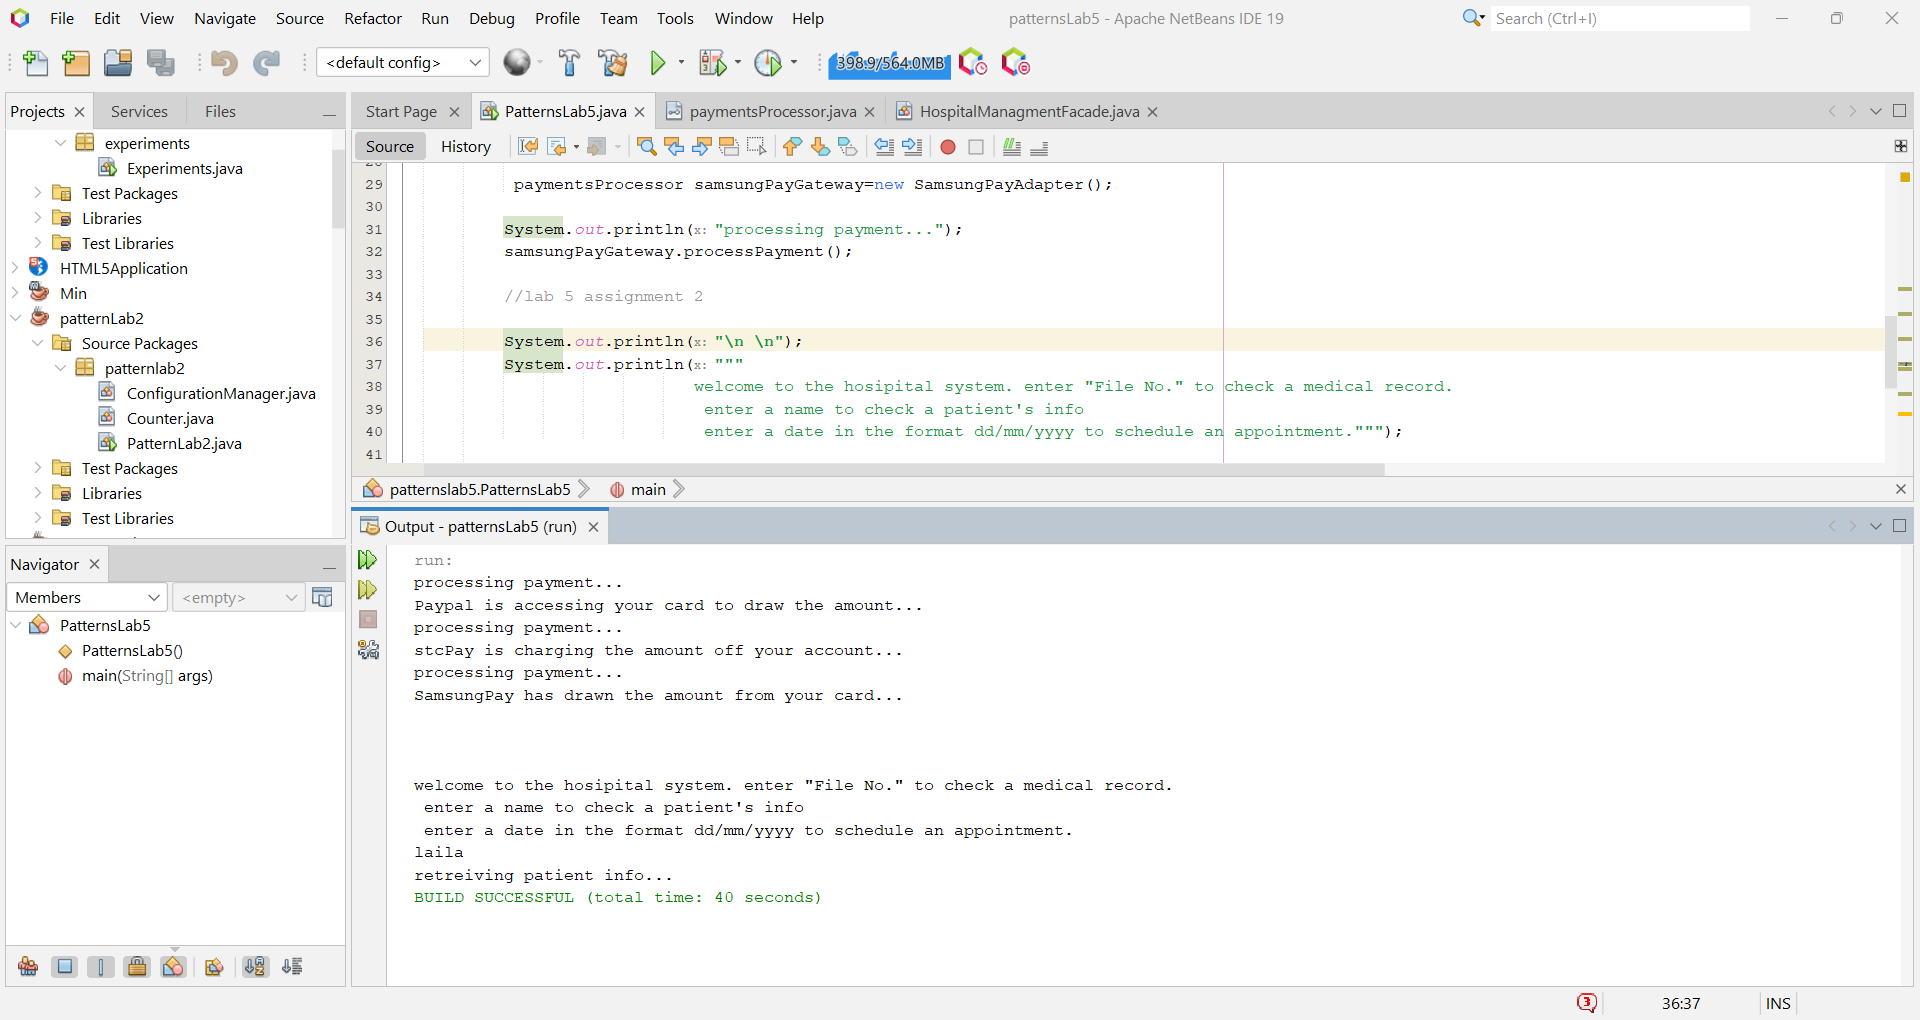 File Edit View Navigate Source Refactor Run Debug Profile Team Tools Window Help
patternsLab5 - Apache NetBeans IDE 19
Search (Ctrl+I)
<default config>
398.9/564.0MB
Projects Services Files
experiments
Experiments.java
Test Packages
Libraries
Test Libraries
HTML5Application
Min
patternLab2
Source Packages
patternlab2
ConfigurationManager.java
Counter.java
PatternLab2.java
Test Packages
Libraries
Test Libraries
Navigator
Members <empty>
PatternsLab5
PatternsLab5()
main(String[] args)
Start Page PatternsLab5.java paymentsProcessor.java HospitalManagmentFacade.java
Source History
29 paymentsProcessor samsungPayGateway=new SamsungPayAdapter();
30
31 System.out.println(x: "processing payment...");
32 samsungPayGateway.processPayment();
33
34 //lab 5 assignment 2
35
36 System.out.println(x: "\n \n");
37 System.out.println(x: """
38 welcome to the hosipital system. enter "File No." to check a medical record.
39 enter a name to check a patient's info
40 enter a date in the format dd/mm/yyyy to schedule an appointment.""");
41
patternslab5.PatternsLab5 main
Output - patternsLab5 (run)
run:
processing payment...
Paypal is accessing your card to draw the amount...
processing payment...
stcPay is charging the amount off your account...
processing payment...
SamsungPay has drawn the amount from your card...
welcome to the hosipital system. enter "File No." to check a medical record.
enter a name to check a patient's info
enter a date in the format dd/mm/yyyy to schedule an appointment.
laila
retreiving patient info...
BUILD SUCCESSFUL (total time: 40 seconds)
3
36:37 INS